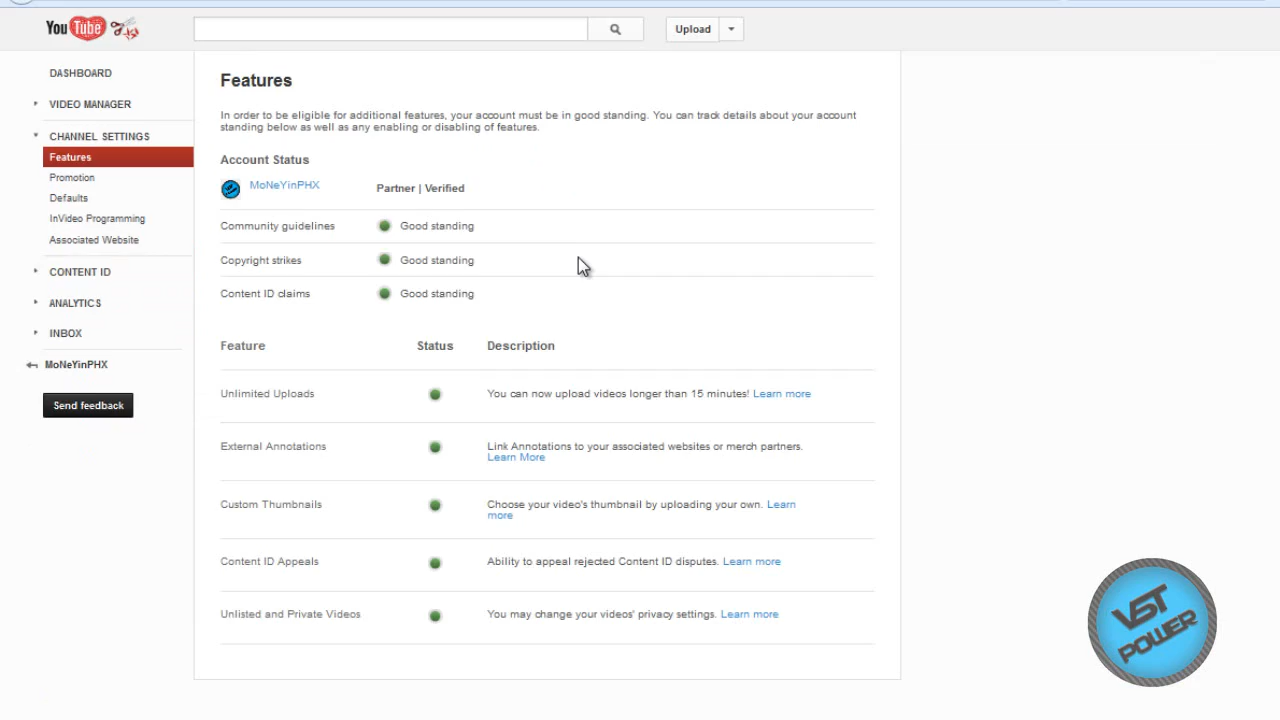 YouTube
Upload
DASHBOARD
VIDEO MANAGER
CHANNEL SETTINGS
Features
Promotion
Defaults
InVideo Programming
Associated Website
CONTENT ID
ANALYTICS
INBOX
MoNeYinPHX
Send feedback
Features
In order to be eligible for additional features, your account must be in good standing. You can track details about your account
standing below as well as any enabling or disabling of features.
Account Status
MoNeYinPHX Partner | Verified
Community guidelines Good standing
Copyright strikes Good standing
Content ID claims Good standing
Feature Status Description
Unlimited Uploads You can now upload videos longer than 15 minutes! Learn more
External Annotations Link Annotations to your associated websites or merch partners.
Learn More
Custom Thumbnails Choose your video's thumbnail by uploading your own. Learn
more
Content ID Appeals Ability to appeal rejected Content ID disputes. Learn more
Unlisted and Private Videos You may change your videos' privacy settings. Learn more
VST
POWER